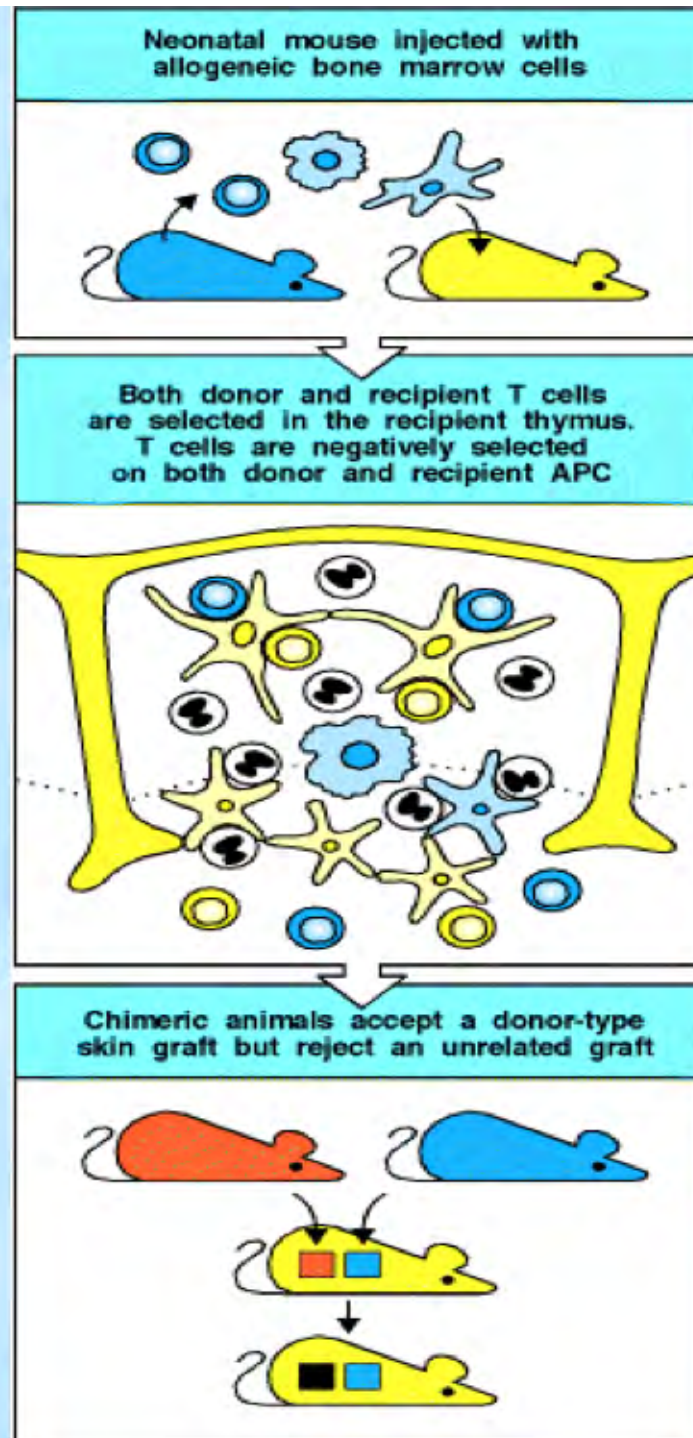 Neonatal mouse injected with
allogeneic bone marrow cells
Both donor and recipient T cells
are selected in the recipient thymus.
T cells are negatively selected
on both donor and recipient APC
Chimeric animals accept a donor-type
skin graft but reject an unrelated graft